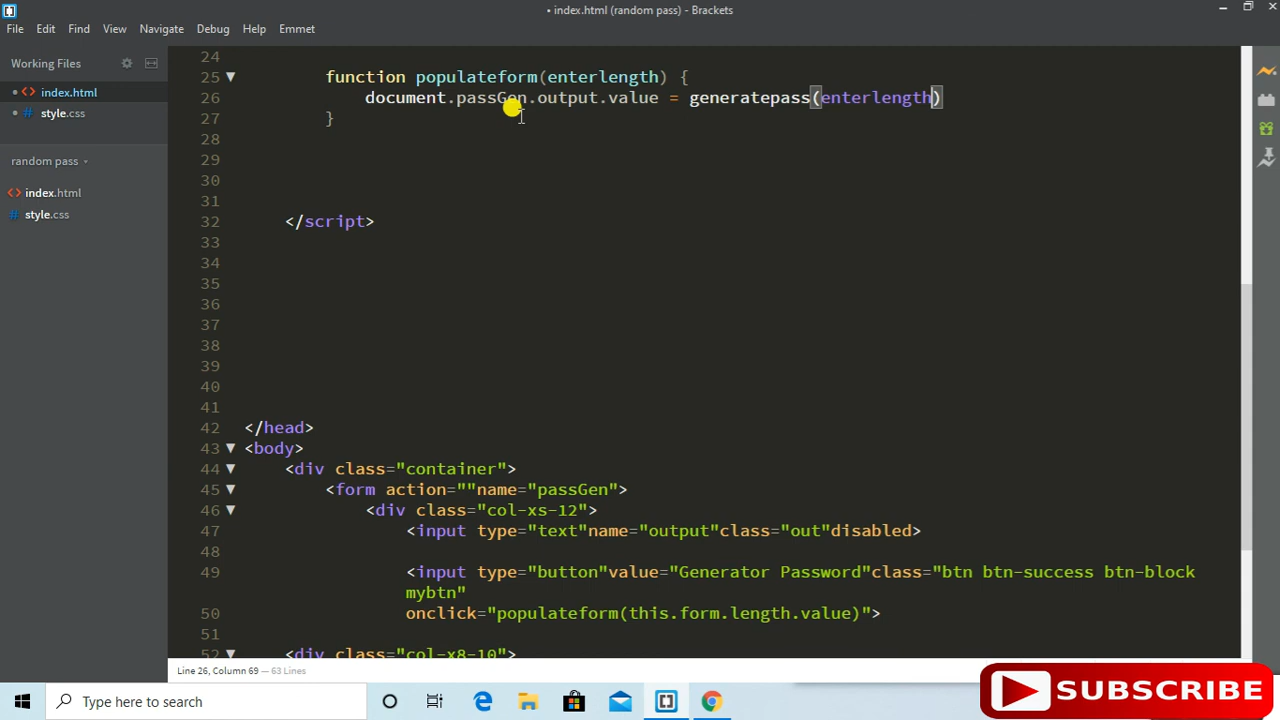 • index.html (random pass) - Brackets
File Edit Find View Navigate Debug Help Emmet
Working Files
• <> index.html
• # style.css
random pass
<> index.html
# style.css
24
25 function populateform(enterlength) {
26 document.passGen.output.value = generatepass(enterlength)
27 }
28
29
30
31
32 </script>
33
34
35
36
37
38
39
40
41
42 </head>
43 <body>
44 <div class="container">
45 <form action=""name="passGen">
46 <div class="col-xs-12">
47 <input type="text"name="output"class="out"disabled>
48
49 <input type="button"value="Generator Password"class="btn btn-success btn-block
mybtn"
50 onclick="populateform(this.form.length.value)">
51
52 <div class="col-x8-10">
Line 26, Column 69 — 63 Lines
Type here to search
SUBSCRIBE